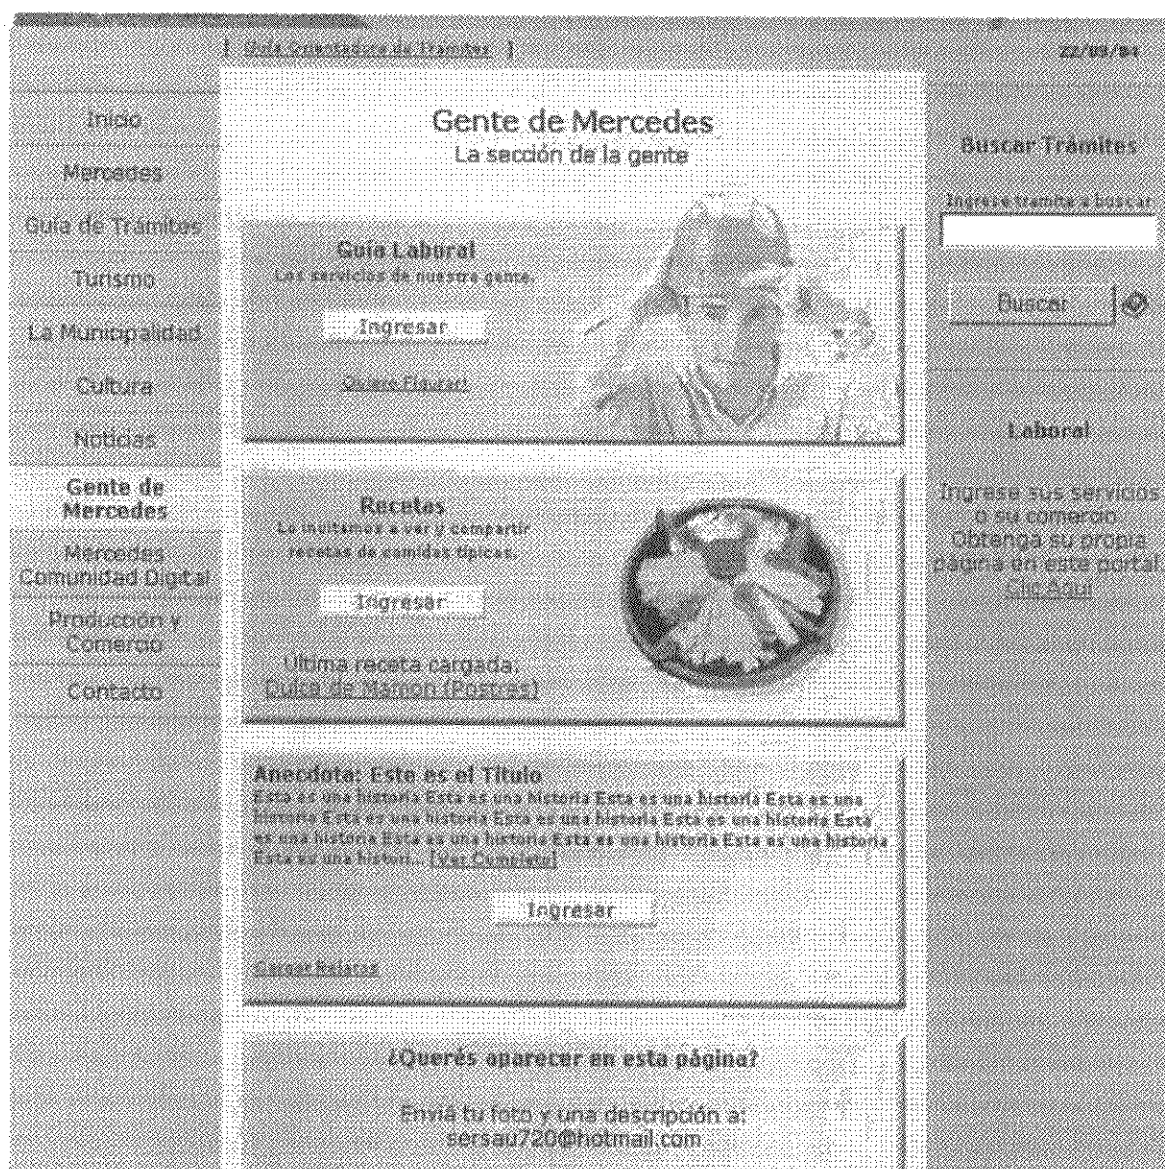 [ Guía Orientadora de Tramites ]
22/09/04
Inicio
Mercedes
Guía de Trámites
Turismo
La Municipalidad
Cultura
Noticias
Gente de
Mercedes
Mercedes
Comunidad Digital
Producción y
Comercio
Contacto
Gente de Mercedes
La sección de la gente
Guía Laboral
Los servicios de nuestra gente.
Ingresar
Quiere Figurar!
Recetas
Lo invitamos a ver y compartir
recetas de comidas típicas.
Ingresar
Ultima receta cargada:
Dulce de Mamon (Postres)
Anecdota: Este es el Titulo
Esta es una historia Esta es una historia Esta es una historia Esta es una
historia Esta es una historia Esta es una historia Esta es una historia Esta
es una historia Esta es una historia Esta es una historia Esta es una historia
Esta es una histori... [Ver Completo]
Ingresar
Cargar Relatos
¿Querés aparecer en esta página?
Enviá tu foto y una descripción a:
sersau720@hotmail.com
Buscar Trámites
Ingrese tramite a buscar
Buscar
Laboral
Ingrese sus servicios
o su comercio.
Obtenga su propia
página en este portal.
Clic Aquí